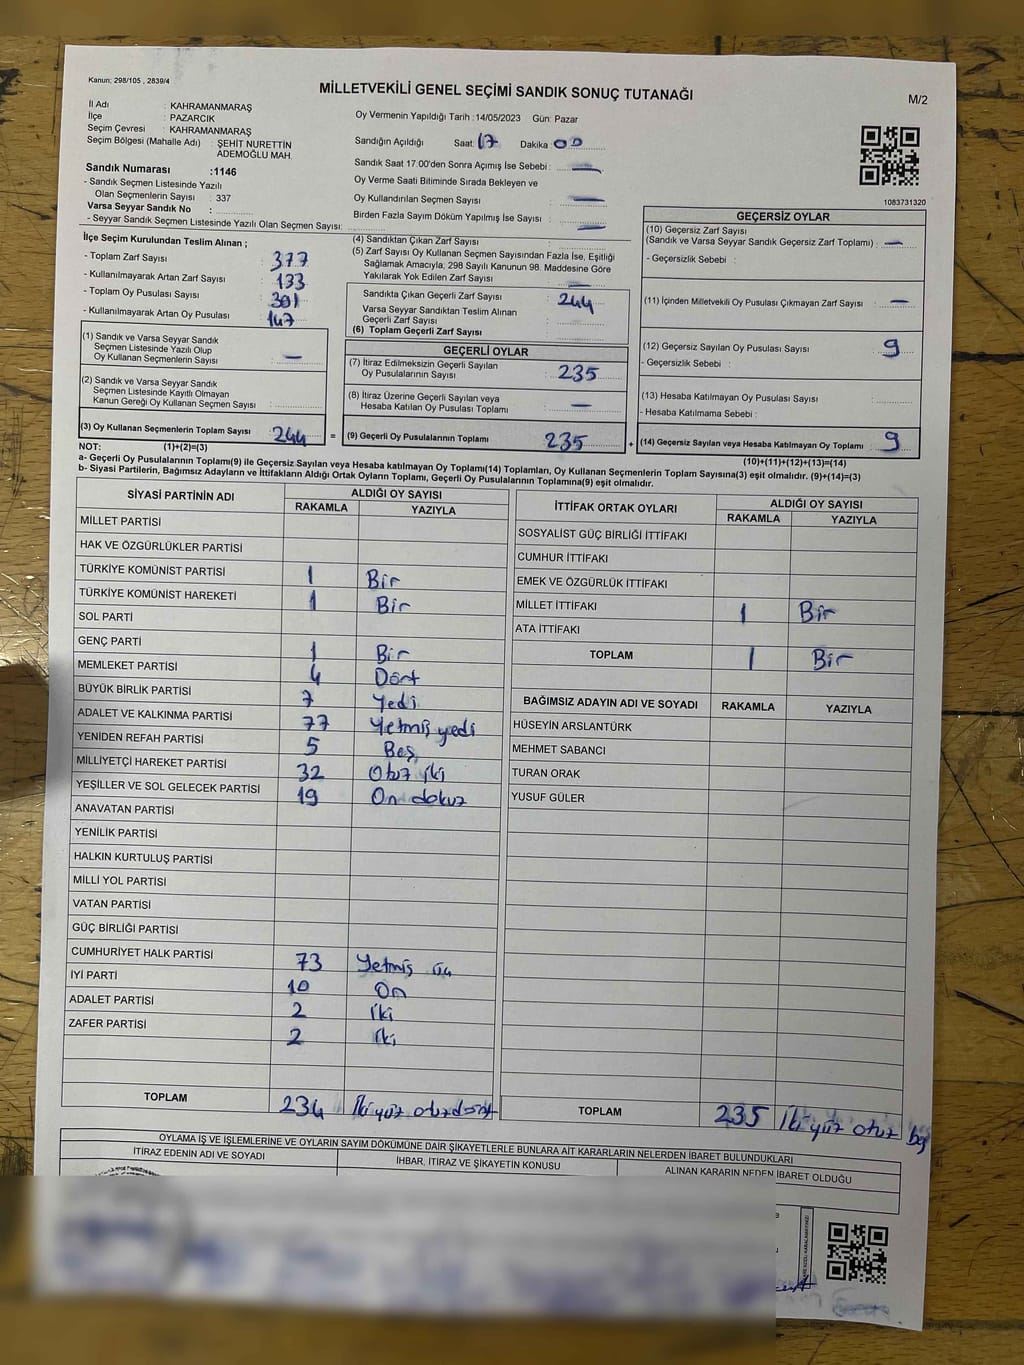 Kanun: 298/105 , 2839/4
MİLLETVEKİLİ GENEL SEÇİMİ SANDIK SONUÇ TUTANAĞI
M/2
İl Adı : KAHRAMANMARAŞ
İlçe : PAZARCIK
Seçim Çevresi : KAHRAMANMARAŞ
Seçim Bölgesi (Mahalle Adı) : ŞEHİT NURETTİN
ADEMOĞLU MAH.
Sandık Numarası :1146
- Sandık Seçmen Listesinde Yazılı
Olan Seçmenlerin Sayısı : 337
Varsa Seyyar Sandık No :
- Seyyar Sandık Seçmen Listesinde Yazılı Olan Seçmen Sayısı:
Oy Vermenin Yapıldığı Tarih : 14/05/2023 Gün: Pazar
Sandığın Açıldığı Saat: 17 Dakika: 00
Sandık Saat 17.00'den Sonra Açımış İse Sebebi : —
Oy Verme Saati Bitiminde Sırada Bekleyen ve
Oy Kullandırılan Seçmen Sayısı : —
Birden Fazla Sayım Döküm Yapılmış İse Sayısı : —
1083731320
İlçe Seçim Kurulundan Teslim Alınan ;
- Toplam Zarf Sayısı : 377
- Kullanılmayarak Artan Zarf Sayısı : 133
- Toplam Oy Pusulası Sayısı : 391
- Kullanılmayarak Artan Oy Pusulası : 147
(4) Sandıktan Çıkan Zarf Sayısı :
(5) Zarf Sayısı Oy Kullanan Seçmen Sayısından Fazla İse, Eşitliği
Sağlamak Amacıyla; 298 Sayılı Kanunun 98. Maddesine Göre
Yakılarak Yok Edilen Zarf Sayısı : —
Sandıkta Çıkan Geçerli Zarf Sayısı : 244
Varsa Seyyar Sandıktan Teslim Alınan
Geçerli Zarf Sayısı :
(6) Toplam Geçerli Zarf Sayısı :
GEÇERSİZ OYLAR
(10) Geçersiz Zarf Sayısı
(Sandık ve Varsa Seyyar Sandık Geçersiz Zarf Toplamı) : —
- Geçersizlik Sebebi :
(11) İçinden Milletvekili Oy Pusulası Çıkmayan Zarf Sayısı : —
(12) Geçersiz Sayılan Oy Pusulası Sayısı : 9
- Geçersizlik Sebebi :
(13) Hesaba Katılmayan Oy Pusulası Sayısı :
- Hesaba Katılmama Sebebi :
(14) Geçersiz Sayılan veya Hesaba Katılmayan Oy Toplamı : 9
(10)+(11)+(12)+(13)=(14)
(1) Sandık ve Varsa Seyyar Sandık
Seçmen Listesinde Yazılı Olup
Oy Kullanan Seçmenlerin Sayısı : —
(2) Sandık ve Varsa Seyyar Sandık
Seçmen Listesinde Kayıtlı Olmayan
Kanun Gereği Oy Kullanan Seçmen Sayısı :
(3) Oy Kullanan Seçmenlerin Toplam Sayısı : 244 =
GEÇERLİ OYLAR
(7) İtiraz Edilmeksizin Geçerli Sayılan
Oy Pusulalarının Sayısı : 235
(8) İtiraz Üzerine Geçerli Sayılan veya
Hesaba Katılan Oy Pusulası Toplamı : —
(9) Geçerli Oy Pusulalarının Toplamı : 235 +
NOT: (1)+(2)=(3)
a- Geçerli Oy Pusulalarının Toplamı(9) ile Geçersiz Sayılan veya Hesaba katılmayan Oy Toplamı(14) Toplamları, Oy Kullanan Seçmenlerin Toplam Sayısına(3) eşit olmalıdır. (9)+(14)=(3)
b- Siyasi Partilerin, Bağımsız Adayların ve İttifakların Aldığı Ortak Oyların Toplamı, Geçerli Oy Pusulalarının Toplamına(9) eşit olmalıdır.
SİYASİ PARTİNİN ADI ALDIĞI OY SAYISI
RAKAMLA YAZIYLA
MİLLET PARTİSİ
HAK VE ÖZGÜRLÜKLER PARTİSİ
TÜRKİYE KOMÜNİST PARTİSİ 1 Bir
TÜRKİYE KOMÜNİST HAREKETİ 1 Bir
SOL PARTİ
GENÇ PARTİ 1 Bir
MEMLEKET PARTİSİ 4 Dört
BÜYÜK BİRLİK PARTİSİ 7 Yedi
ADALET VE KALKINMA PARTİSİ 77 Yetmiş yedi
YENİDEN REFAH PARTİSİ 5 Beş
MİLLİYETÇİ HAREKET PARTİSİ 32 Otuz iki
YEŞİLLER VE SOL GELECEK PARTİSİ 19 On dokuz
ANAVATAN PARTİSİ
YENİLİK PARTİSİ
HALKIN KURTULUŞ PARTİSİ
MİLLİ YOL PARTİSİ
VATAN PARTİSİ
GÜÇ BİRLİĞİ PARTİSİ
CUMHURİYET HALK PARTİSİ 73 Yetmiş üç
İYİ PARTİ 10 On
ADALET PARTİSİ 2 İki
ZAFER PARTİSİ 2 İki
TOPLAM 234 İki yüz otuz dört
İTTİFAK ORTAK OYLARI ALDIĞI OY SAYISI
RAKAMLA YAZIYLA
SOSYALİST GÜÇ BİRLİĞİ İTTİFAKI
CUMHUR İTTİFAKI
EMEK VE ÖZGÜRLÜK İTTİFAKI
MİLLET İTTİFAKI 1 Bir
ATA İTTİFAKI
TOPLAM 1 Bir
BAĞIMSIZ ADAYIN ADI VE SOYADI RAKAMLA YAZIYLA
HÜSEYİN ARSLANTÜRK
MEHMET SABANCI
TURAN ORAK
YUSUF GÜLER
TOPLAM 235 İki yüz otuz beş
OYLAMA İŞ VE İŞLEMLERİNE VE OYLARIN SAYIM DÖKÜMÜNE DAİR ŞİKAYETLERLE BUNLARA AİT KARARLARIN NELERDEN İBARET BULUNDUKLARI
İTİRAZ EDENİN ADI VE SOYADI İHBAR, İTİRAZ VE ŞİKAYETİN KONUSU ALINAN KARARIN NEDEN İBARET OLDUĞU